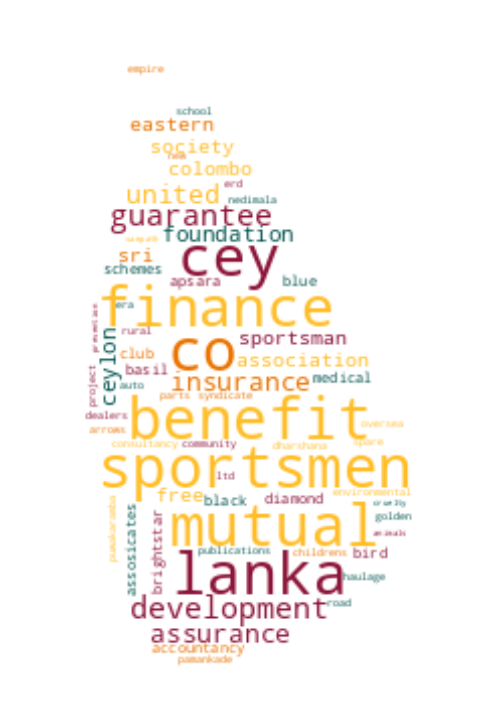 empire
school
eastern
society
new
colombo
erd
united
nedimala
guarantee
foundation
sampath
cey
sri
schemes
apsara
blue
finance
era
prevention
rural
co
sportsman
ceylon
club
association
basil
insurance
medical
project
auto
parts
syndicate
benefit
dealers
oversea
arrows
consultancy
community
dharshana
spare
sportsmen
ltd
free
black
diamond
environmental
cruelty
pamakaramba
assosicates
brightstar
mutual
golden
animals
publications
childrens
bird
lanka
haulage
development
road
assurance
accountancy
pamankade